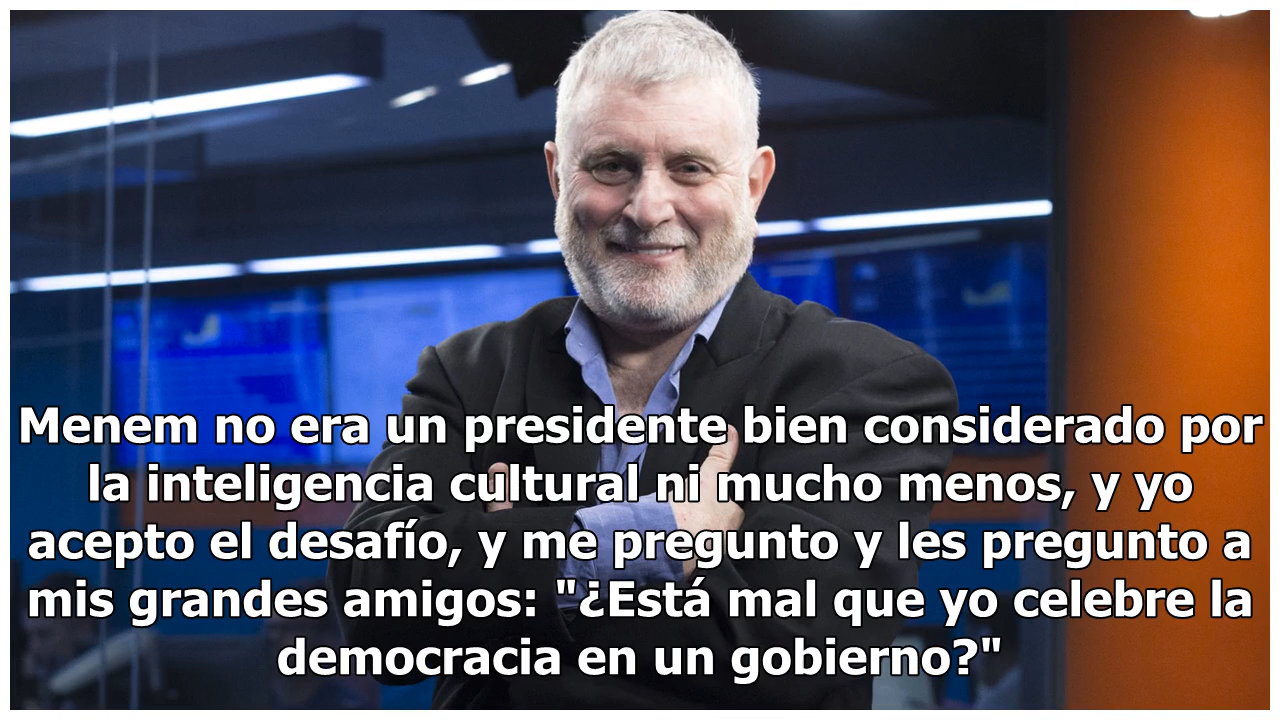 Menem no era un presidente bien considerado por
la inteligencia cultural ni mucho menos, y yo
acepto el desafío, y me pregunto y les pregunto a
mis grandes amigos: "¿Está mal que yo celebre la
democracia en un gobierno?"